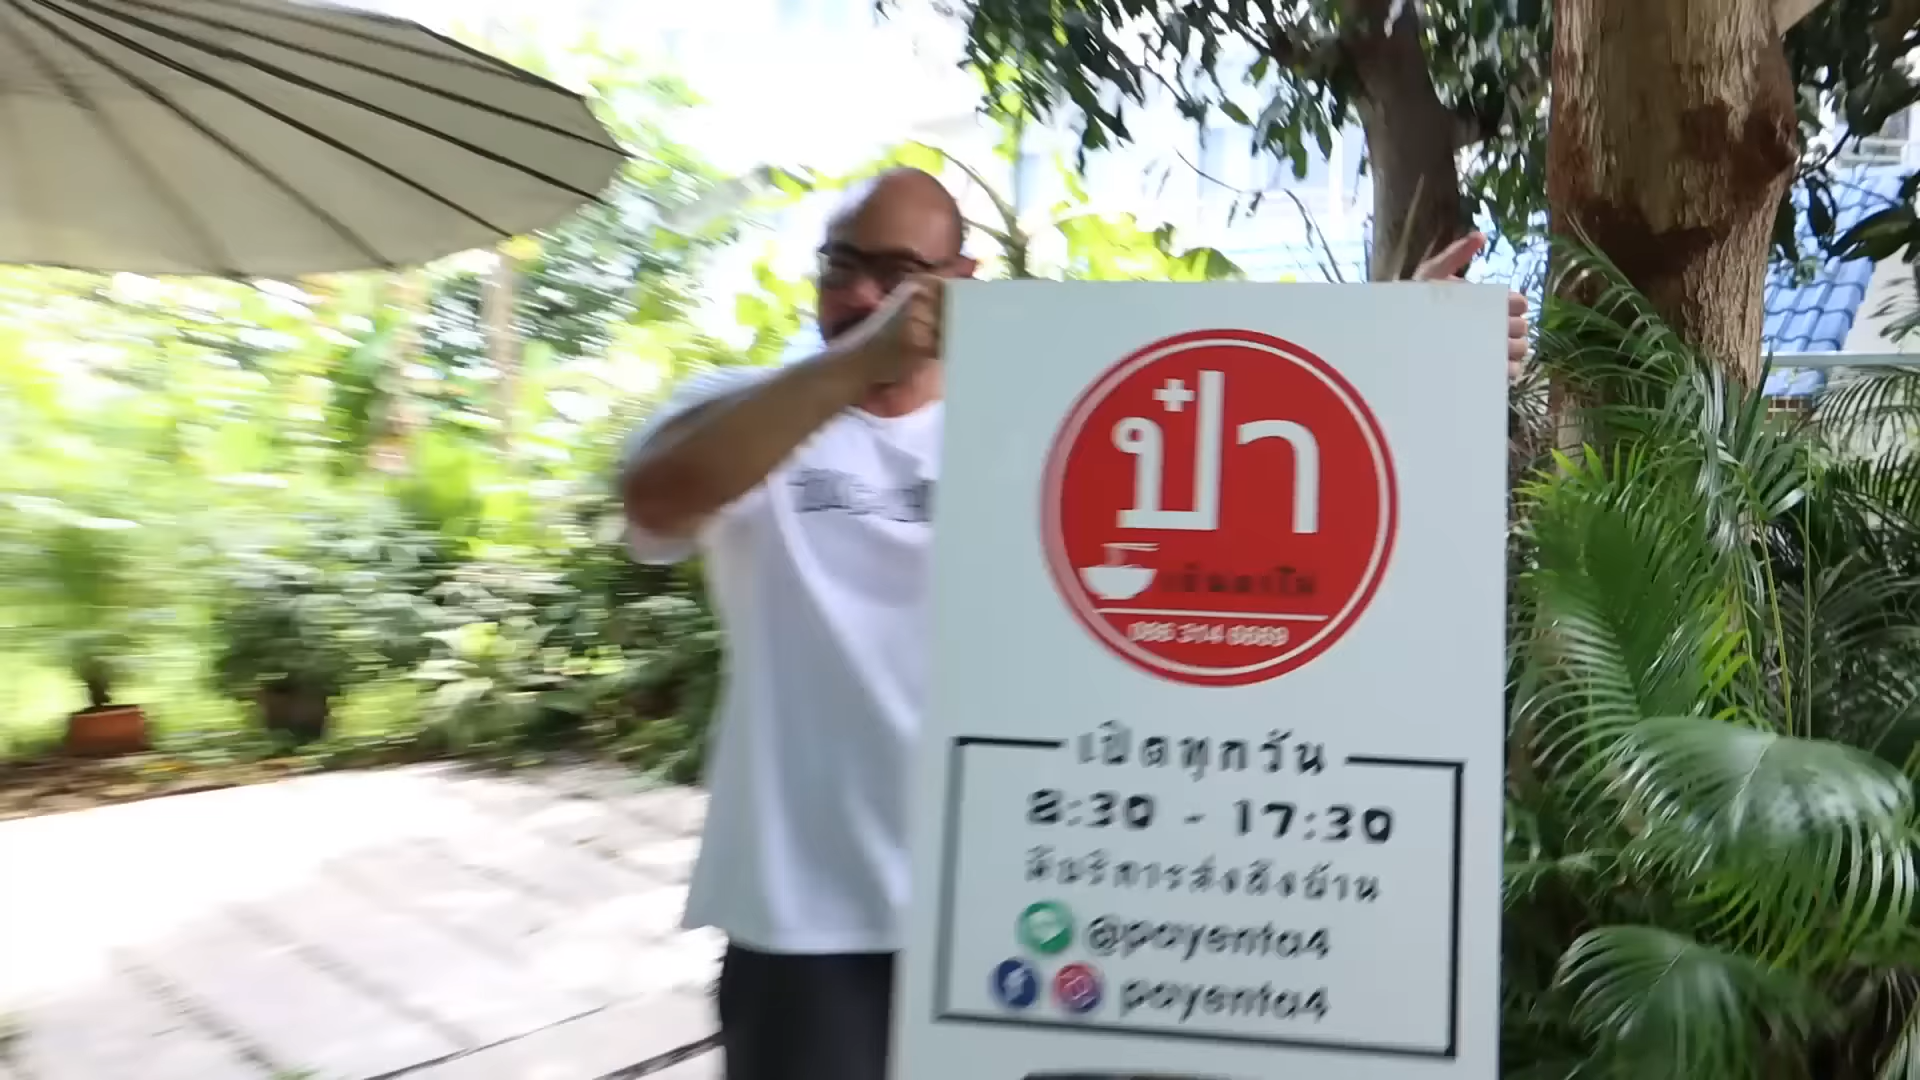 ป๋า
เปิดทุกวัน
8:30 - 17:30
มีบริการส่งถึงบ้าน
@payenta4
payenta4